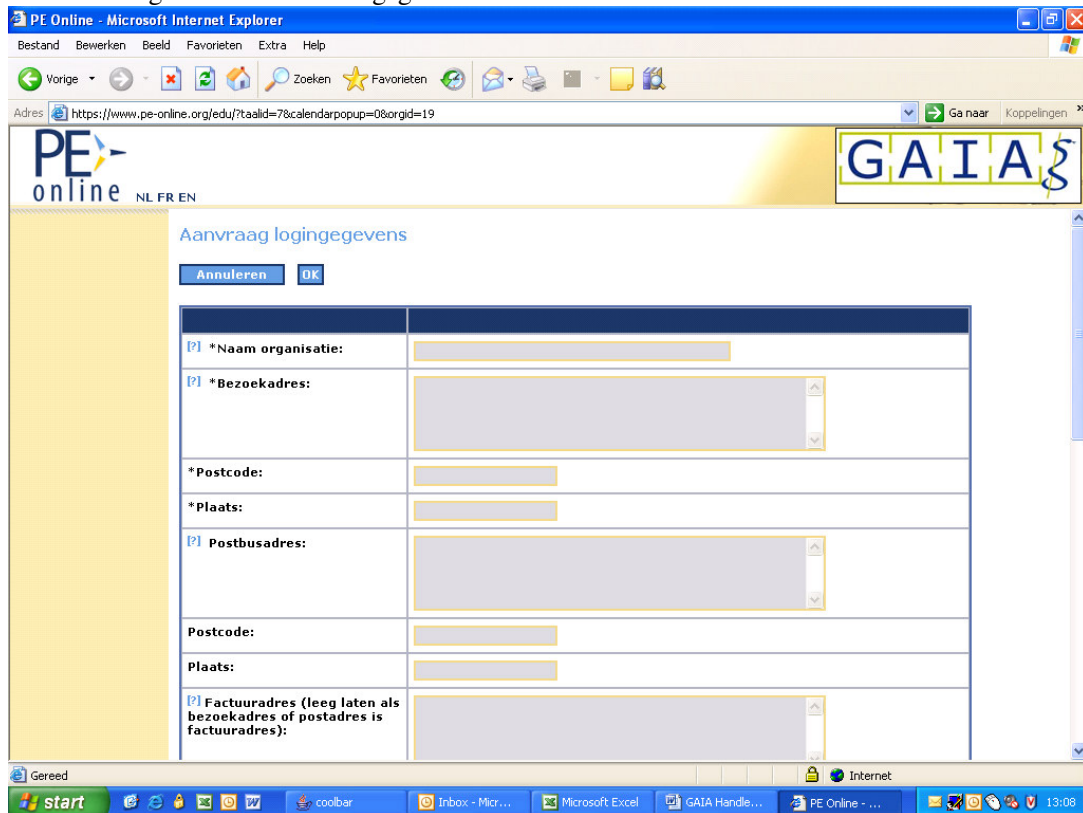 PE Online - Microsoft Internet Explorer
Bestand Bewerken Beeld Favorieten Extra Help
Vorige Zoeken Favorieten
Adres https://www.pe-online.org/edu/?taalid=7&calendarpopup=0&orgid=19 Ga naar Koppelingen »
PE online NL FR EN
GAIA
Aanvraag logingegevens
Annuleren OK
[?] *Naam organisatie:
[?] *Bezoekadres:
*Postcode:
*Plaats:
[?] Postbusadres:
Postcode:
Plaats:
[?] Factuuradres (leeg laten als
bezoekadres of postadres is
factuuradres):
Gereed Internet
start coolbar Inbox - Micr... Microsoft Excel GAIA Handle... PE Online - ... 13:08